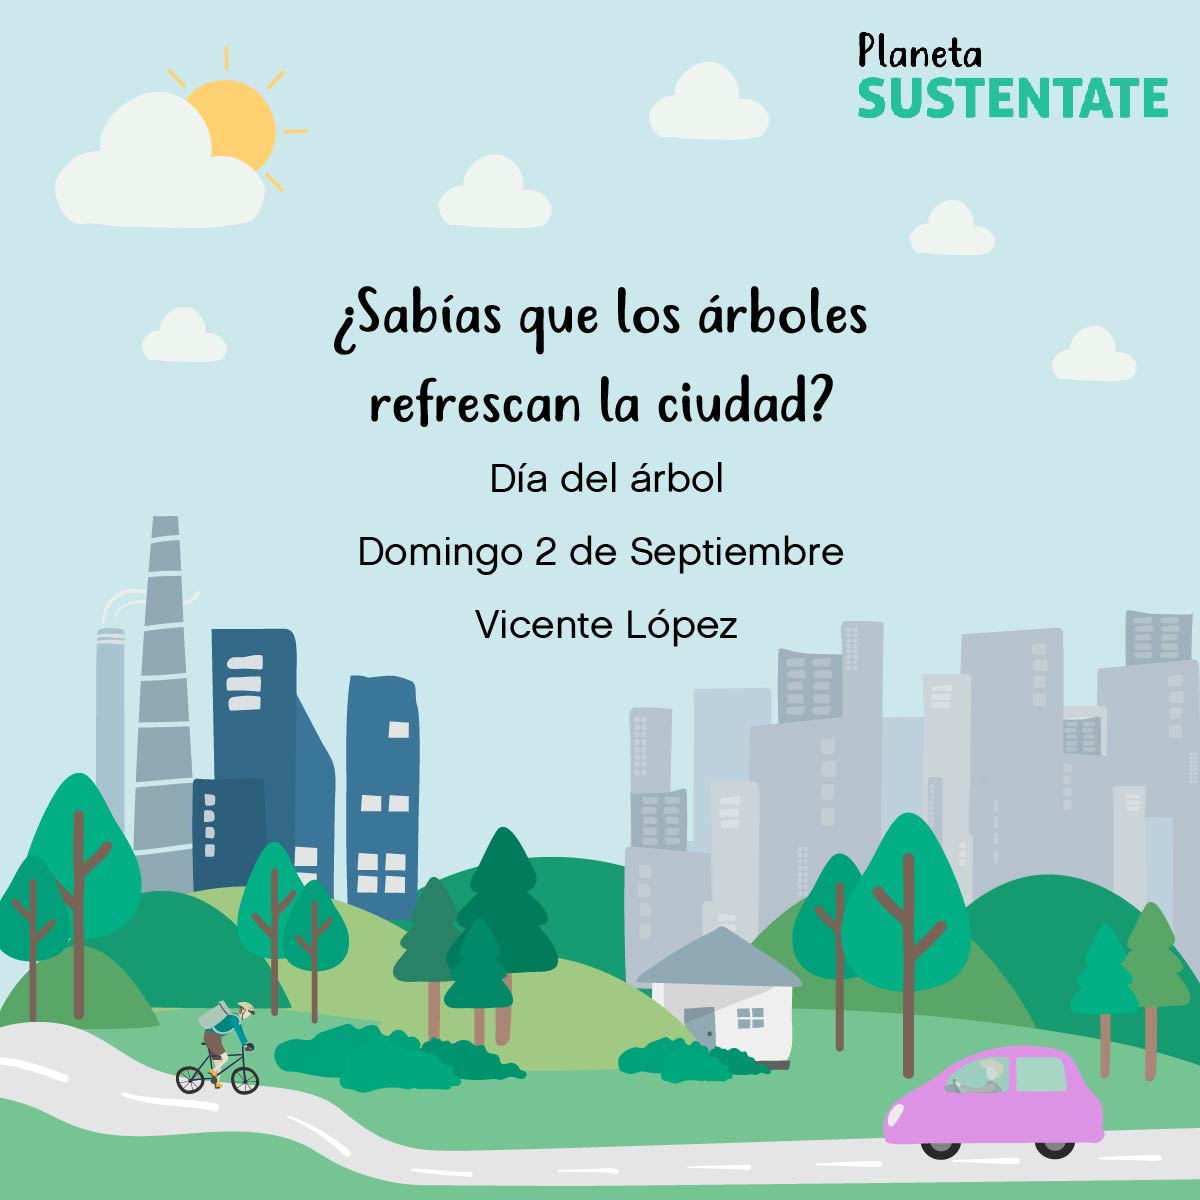 Planeta
SUSTENTATE
¿Sabías que los árboles
refrescan la ciudad?
Día del árbol
Domingo 2 de Septiembre
Vicente López